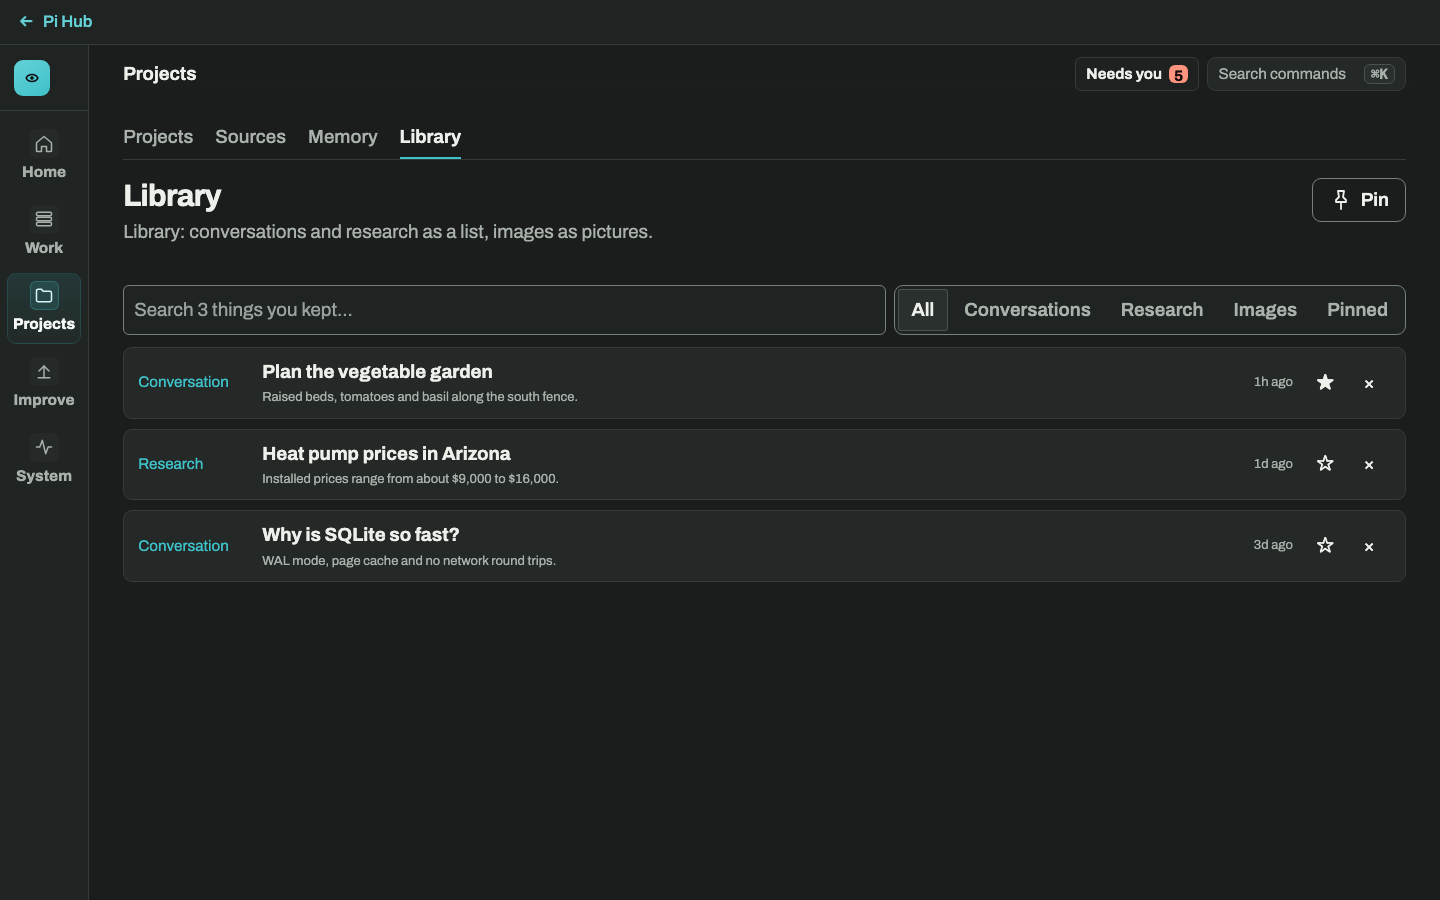 Pi Hub
Projects
Needs you 5
Search commands ⌘K
Home
Work
Projects
Improve
System
Projects Sources Memory Library
Library
Pin
Library: conversations and research as a list, images as pictures.
Search 3 things you kept...
All Conversations Research Images Pinned
Conversation
Plan the vegetable garden
Raised beds, tomatoes and basil along the south fence.
1h ago
Research
Heat pump prices in Arizona
Installed prices range from about $9,000 to $16,000.
1d ago
Conversation
Why is SQLite so fast?
WAL mode, page cache and no network round trips.
3d ago